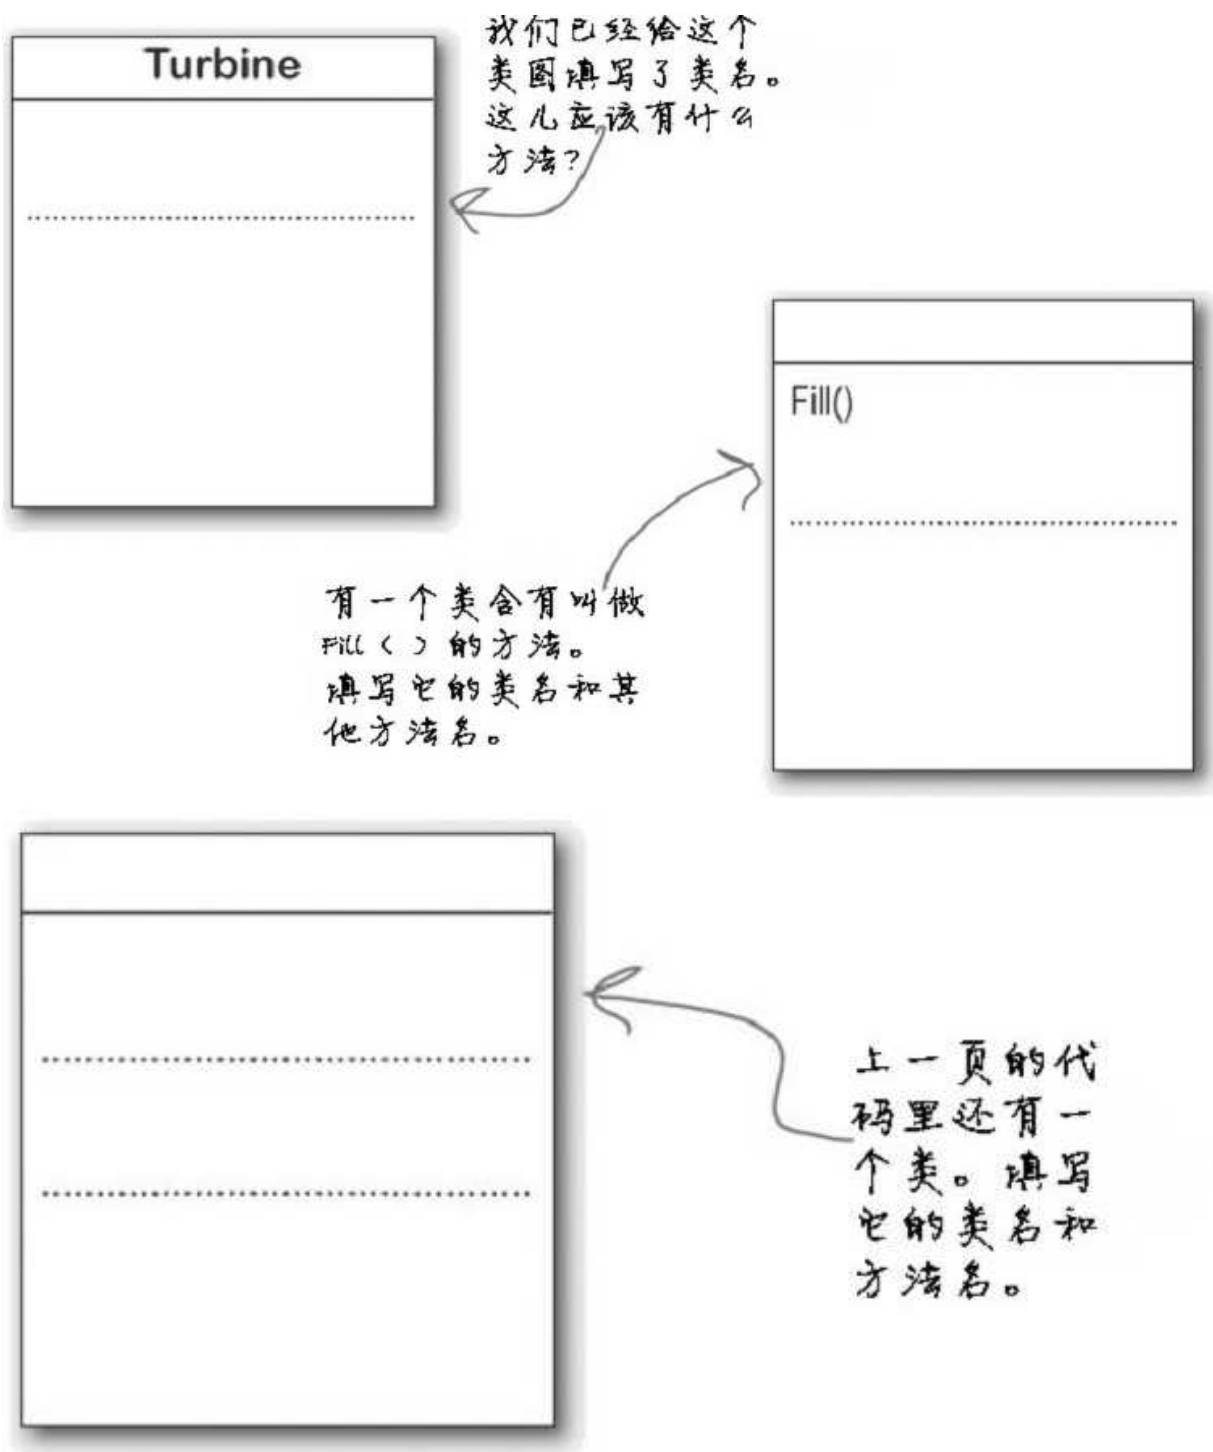 Turbine
我们已经给这个
类图填写了类名。
这儿应该有什么
方法?
Fill()
有一个类含有叫做
Fill()的方法。
填写它的类名和其
他方法名。
上一页的代
码里还有一
个类。填写
它的类名和
方法名。